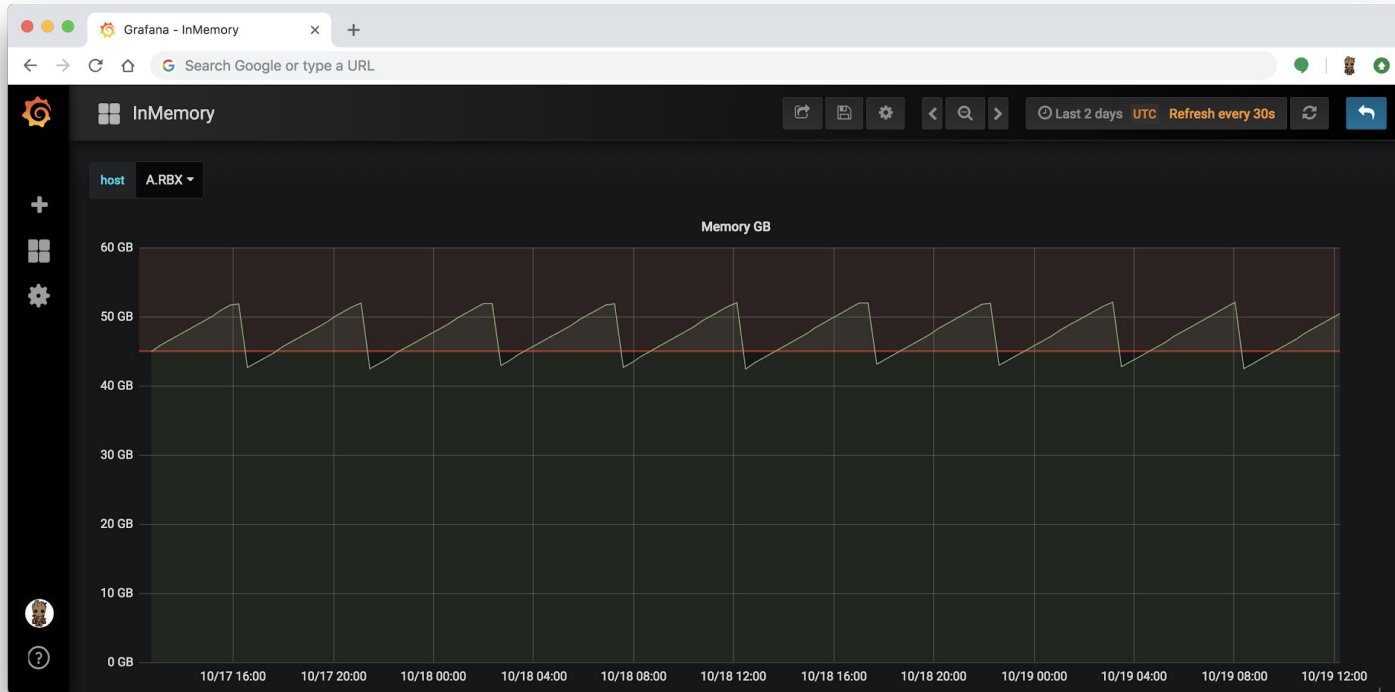 Grafana - InMemory
Search Google or type a URL
InMemory
Last 2 days UTC Refresh every 30s
host A.RBX
Memory GB
60 GB
50 GB
40 GB
30 GB
20 GB
10 GB
0 GB
10/17 16:00 10/17 20:00 10/18 00:00 10/18 04:00 10/18 08:00 10/18 12:00 10/18 16:00 10/18 20:00 10/19 00:00 10/19 04:00 10/19 08:00 10/19 12:00